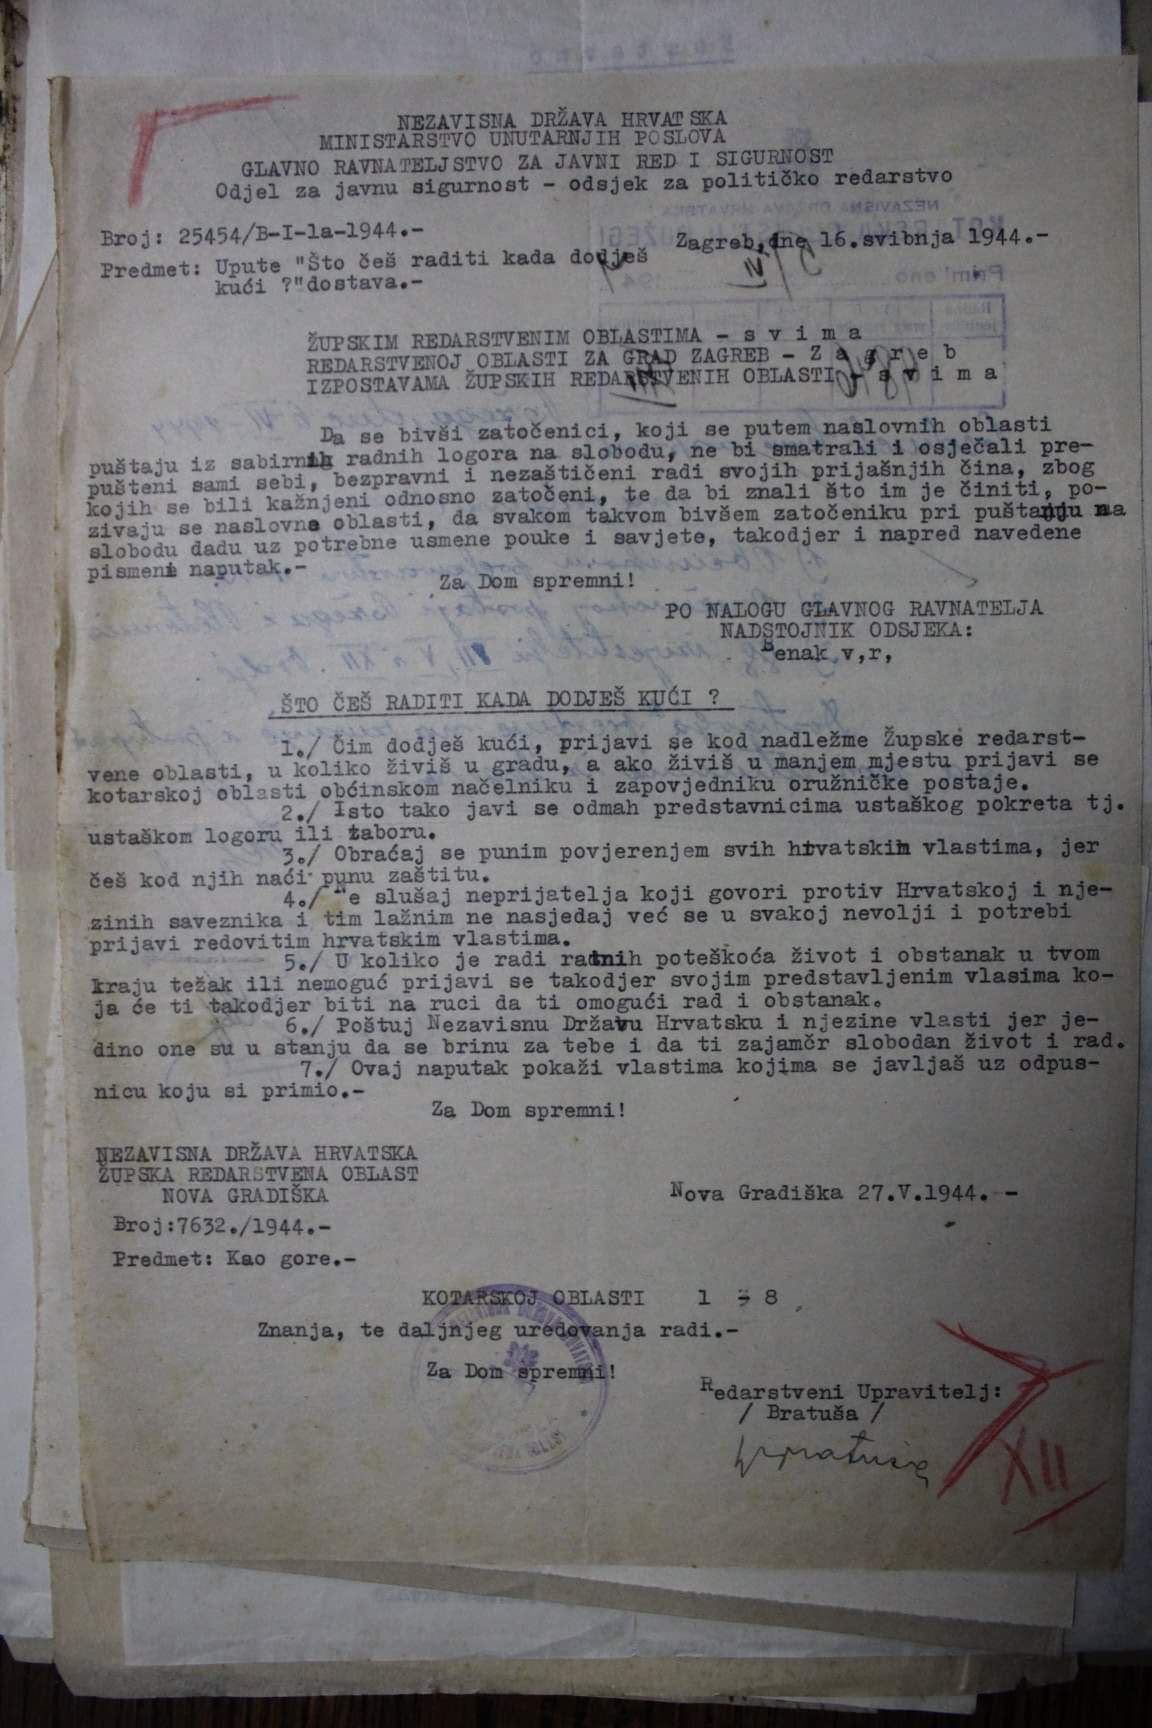 NEZAVISNA DRŽAVA HRVATSKA
MINISTARSTVO UNUTARNJIH POSLOVA
GLAVNO RAVNATELJSTVO ZA JAVNI RED I SIGURNOST
Odjel za javnu sigurnost - odsjek za političko redarstvo
Broj: 25454/B-I-1a-1944.-
Zagreb, dne 16.svibnja 1944.-
Predmet: Upute "Što češ raditi kada dodješ
kući ?"dostava.-
ŽUPSKIM REDARSTVENIM OBLASTIMA - s v i m a
REDARSTVENOJ OBLASTI ZA GRAD ZAGREB - Z a g r e b
IZPOSTAVAMA ŽUPSKIH REDARSTVENIH OBLASTI - s v i m a
Da se bivši zatočenici, koji se putem naslovnih oblasti
puštaju iz sabirnih radnih logora na slobodu, ne bi smatrali i osječali pre-
pušteni sami sebi, bezpravni i nezaštičeni radi svojih prijašnjih čina, zbog
kojih se bili kažnjeni odnosno zatočeni, te da bi znali što im je činiti, po-
zivaju se naslovne oblasti, da svakom takvom bivšem zatočeniku pri puštanju na
slobodu dadu uz potrebne usmene pouke i savjete, takodjer i napred navedene
pismene naputak.-
Za Dom spremni!
PO NALOGU GLAVNOG RAVNATELJA
NADSTOJNIK ODSJEKA:
Benak v,r,
ŠTO ČEŠ RADITI KADA DODJEŠ KUĆI ?
1./ Čim dodješ kući, prijavi se kod nadležme Župske redarst-
vene oblasti, u koliko živiš u gradu, a ako živiš u manjem mjestu prijavi se
kotarskoj oblasti obćinskom načelniku i zapovjedniku oružničke postaje.
2./ Isto tako javi se odmah predstavnicima ustaškog pokreta tj.
ustaškom logoru ili taboru.
3./ Obraćaj se punim povjerenjem svih hrvatskih vlastima, jer
češ kod njih naći punu zaštitu.
4./ Ne slušaj neprijatelja koji govori protiv Hrvatskoj i nje-
zinih saveznika i tim lažnim ne nasjedaj već se u svakoj nevolji i potrebi
prijavi redovitim hrvatskim vlastima.
5./ U koliko je radi ratnih poteškoća život i obstanak u tvom
kraju težak ili nemoguć prijavi se takodjer svojim predstavljenim vlasima ko-
ja će ti takodjer biti na ruci da ti omogući rad i obstanak.
6./ Poštuj Nezavisnu Državu Hrvatsku i njezine vlasti jer je-
dino one su u stanju da se brinu za tebe i da ti zajamčr slobodan život i rad.
7./ Ovaj naputak pokaži vlastima kojima se javljaš uz odpus-
nicu koju si primio.-
Za Dom spremni!
NEZAVISNA DRŽAVA HRVATSKA
ŽUPSKA REDARSTVENA OBLAST
NOVA GRADIŠKA
Nova Gradiška 27.V.1944. -
Broj:7632./1944.-
Predmet: Kao gore.-
KOTARSKOJ OBLASTI 1 - 8
Znanja, te daljnjeg uredovanja radi.-
Za Dom spremni!
Redarstveni Upravitelj:
/ Bratuša /
XII